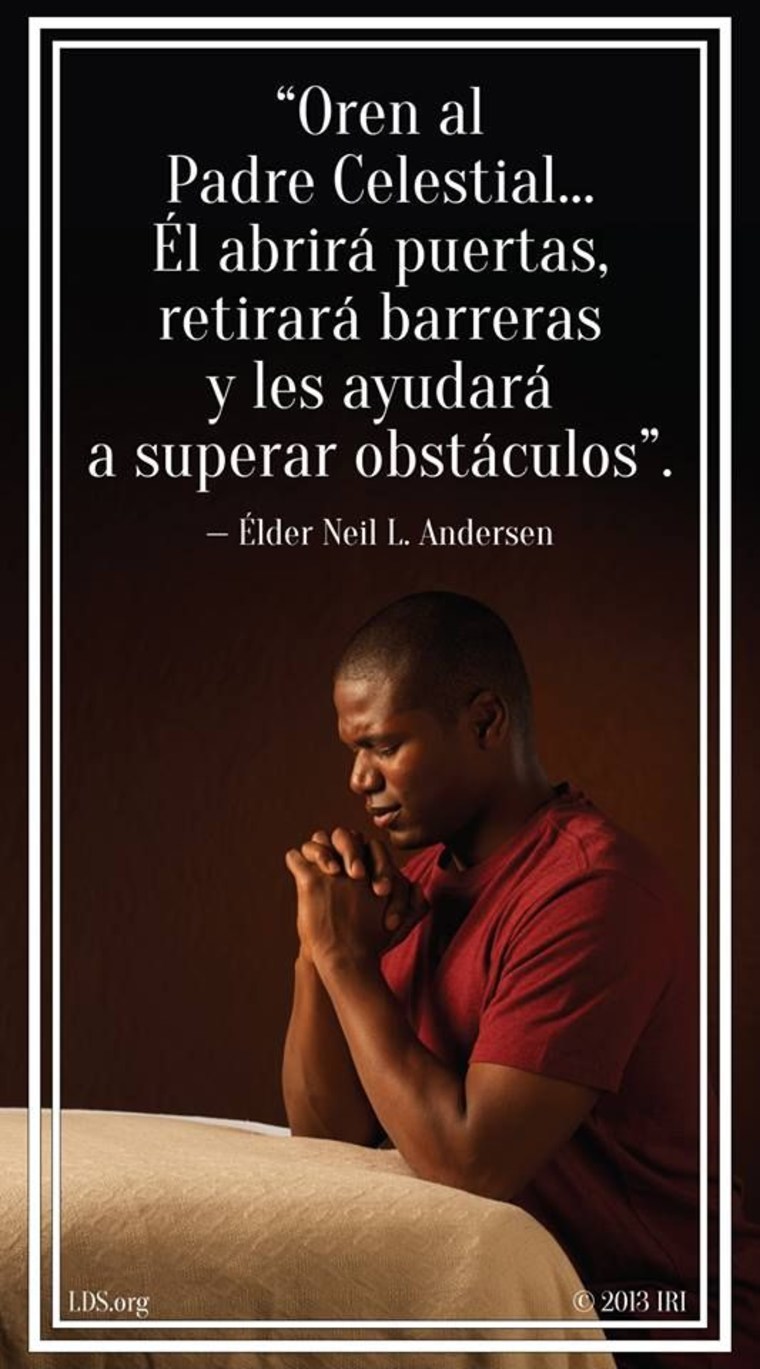 “Oren al
Padre Celestial...
Él abrirá puertas,
retirará barreras
y les ayudará
a superar obstáculos”.
– Élder Neil L. Andersen
LDS.org
© 2013 IRI